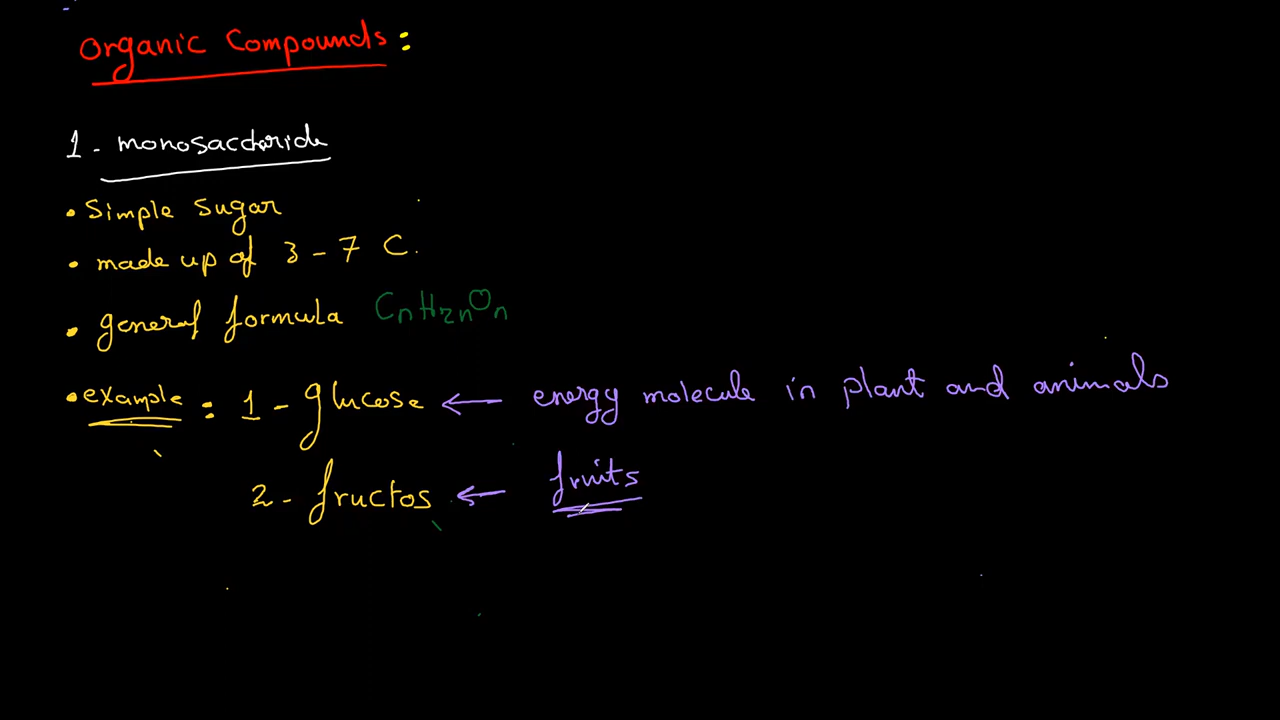 Organic Compounds:
1 - monosaccharide
• Simple sugar
• made up of 3 - 7 C.
• general formula CnH2nOn
• example : 1 - glucose ← energy molecule in plant and animals
2 - fructos ← fruits